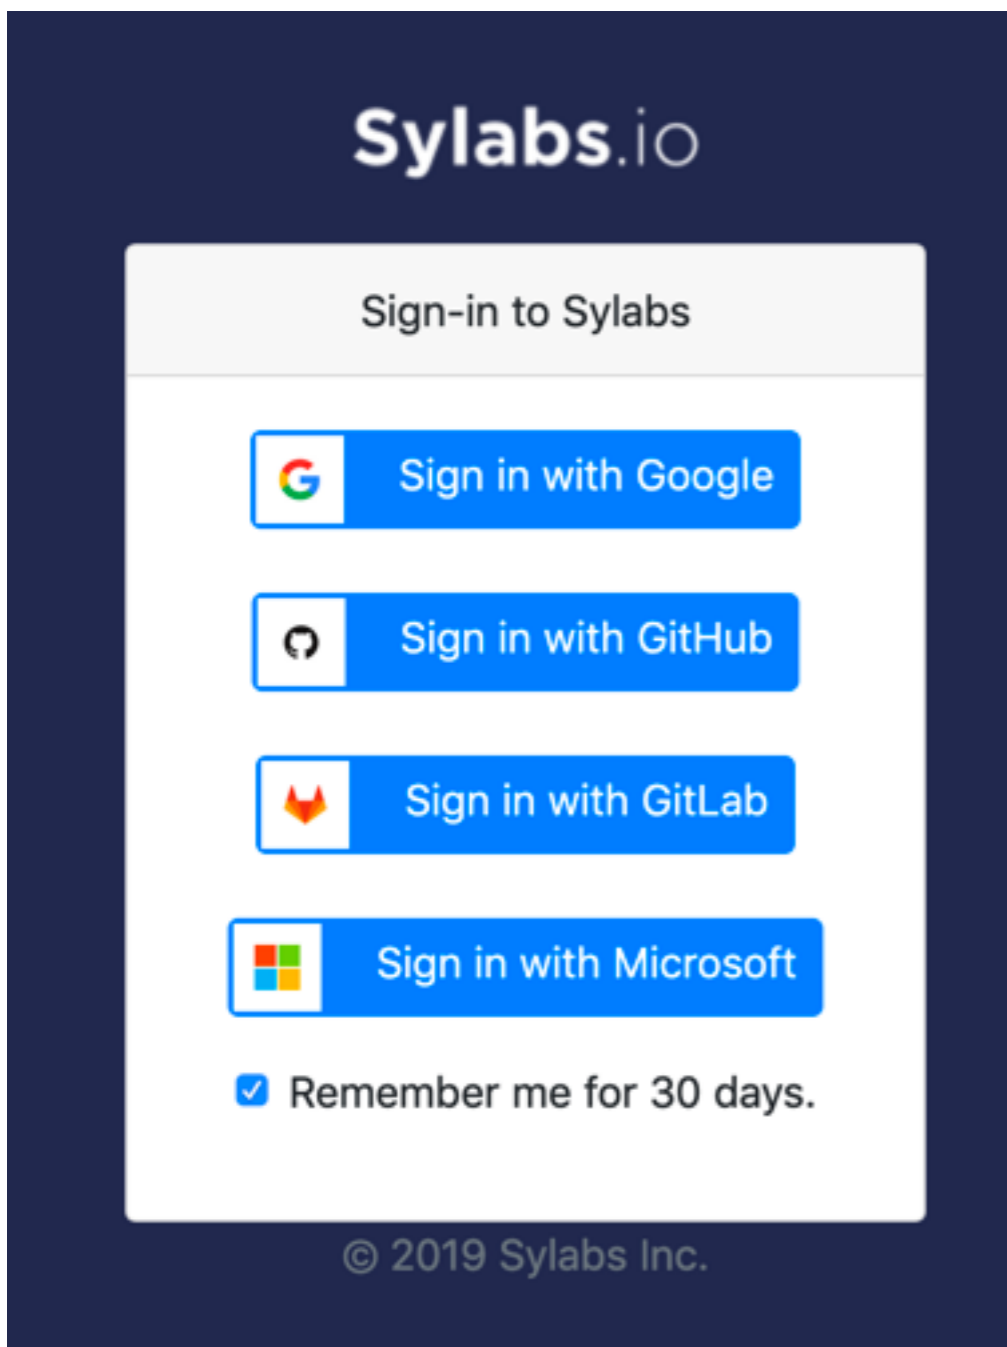 Sylabs.io
Sign-in to Sylabs
Sign in with Google
Sign in with GitHub
Sign in with GitLab
Sign in with Microsoft
Remember me for 30 days.
© 2019 Sylabs Inc.